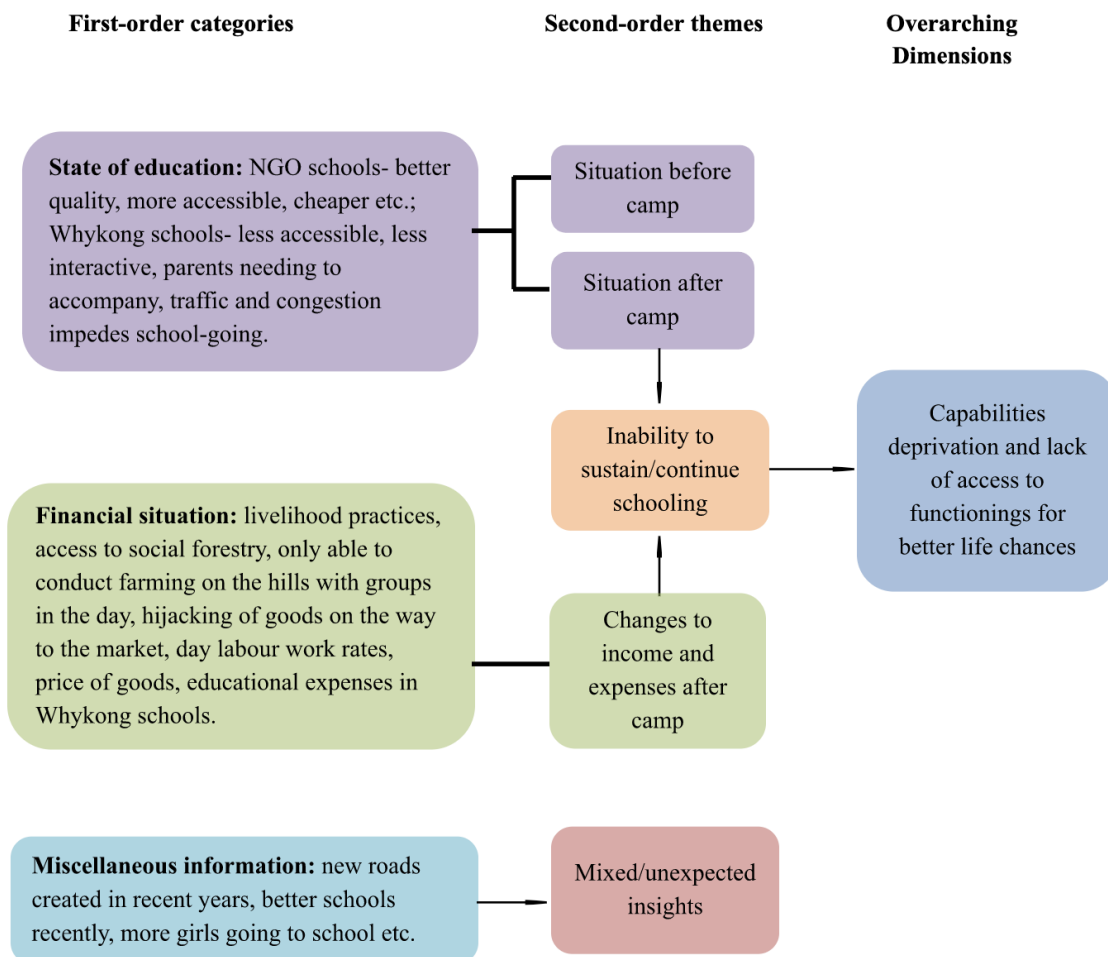 First-order categories
Second-order themes
Overarching
Dimensions
State of education: NGO schools- better
quality, more accessible, cheaper etc.;
Whykong schools- less accessible, less
interactive, parents needing to
accompany, traffic and congestion
impedes school-going.
Situation before
camp
Situation after
camp
Inability to
sustain/continue
schooling
Capabilities
deprivation and lack
of access to
functionings for
better life chances
Financial situation: livelihood practices,
access to social forestry, only able to
conduct farming on the hills with groups
in the day, hijacking of goods on the way
to the market, day labour work rates,
price of goods, educational expenses in
Whykong schools.
Changes to
income and
expenses after
camp
Miscellaneous information: new roads
created in recent years, better schools
recently, more girls going to school etc.
Mixed/unexpected
insights